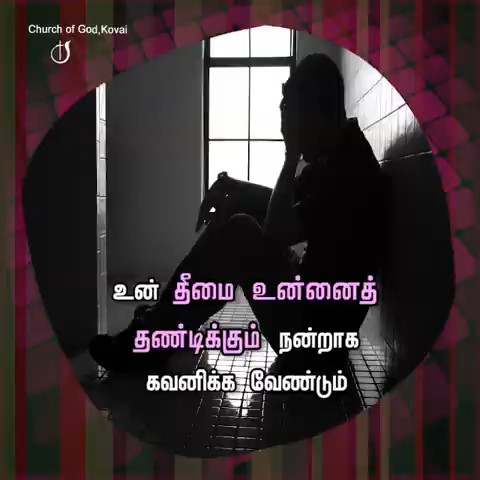 Church of God,Kovai
உன் தீமை உன்னைத்
தண்டிக்கும் நன்றாக
கவனிக்க வேண்டும்